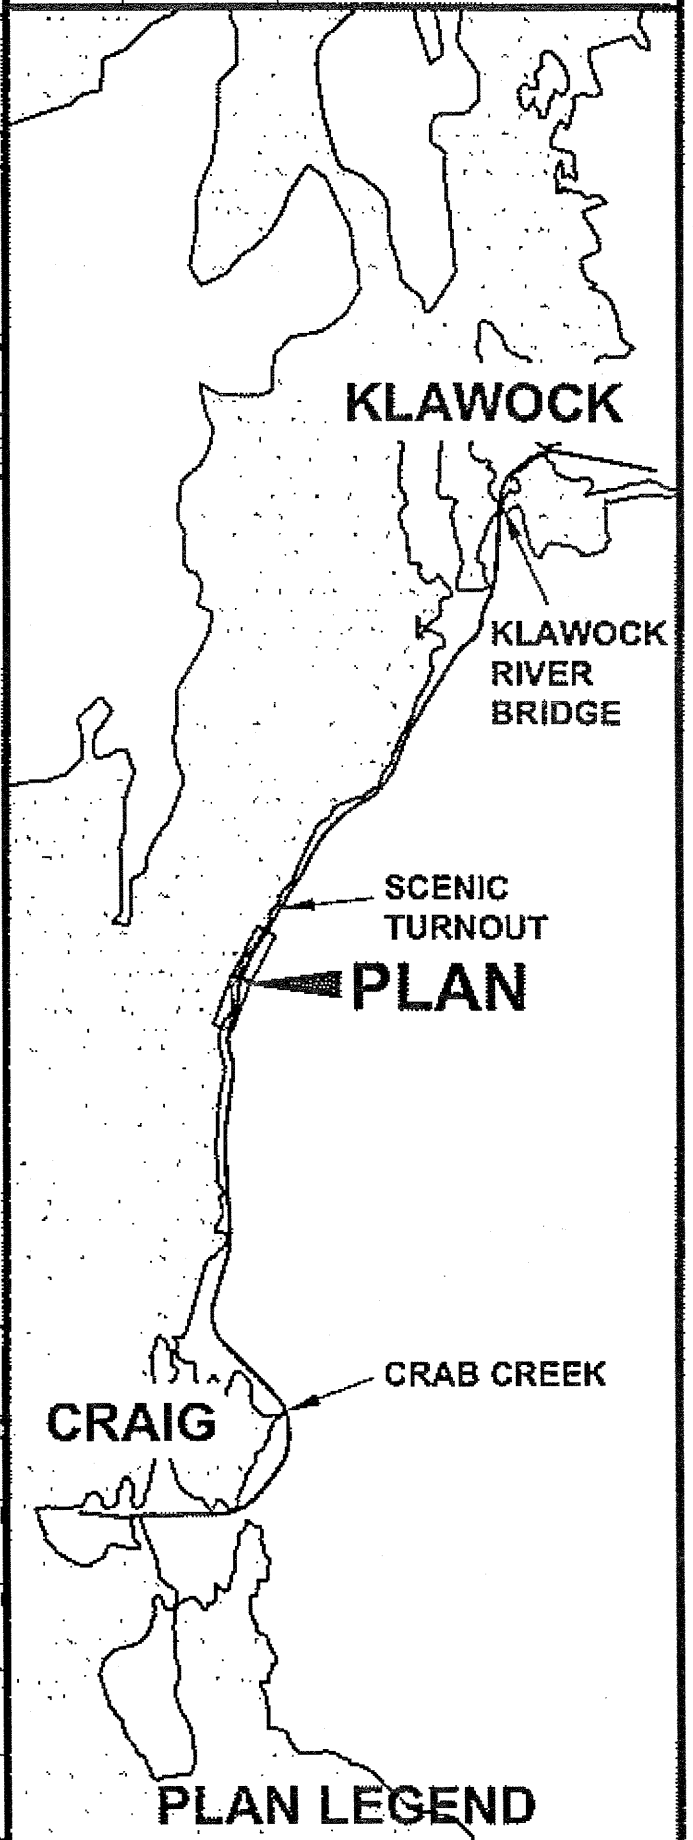 KLAWOCK
KLAWOCK
RIVER
BRIDGE
SCENIC
TURNOUT
PLAN
CRAB CREEK
CRAIG
PLAN LEGEND